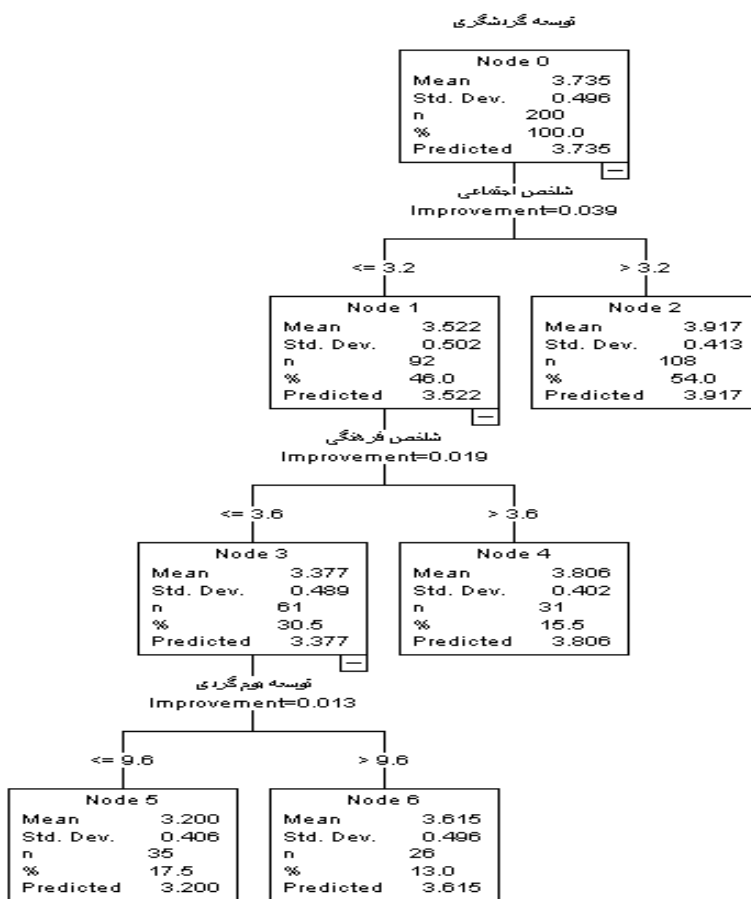 توسعه گردشگری
Node 0
Mean 3.735
Std. Dev. 0.496
n 200
% 100.0
Predicted 3.735
شاخص اجتماعی
Improvement=0.039
<= 3.2
> 3.2
Node 1
Mean 3.522
Std. Dev. 0.502
n 92
% 46.0
Predicted 3.522
Node 2
Mean 3.917
Std. Dev. 0.413
n 108
% 54.0
Predicted 3.917
شاخص فرهنگی
Improvement=0.019
<= 3.6
> 3.6
Node 3
Mean 3.377
Std. Dev. 0.489
n 61
% 30.5
Predicted 3.377
Node 4
Mean 3.806
Std. Dev. 0.402
n 31
% 15.5
Predicted 3.806
توسعه بوم گردی
Improvement=0.013
<= 9.6
> 9.6
Node 5
Mean 3.200
Std. Dev. 0.406
n 35
% 17.5
Predicted 3.200
Node 6
Mean 3.615
Std. Dev. 0.496
n 26
% 13.0
Predicted 3.615